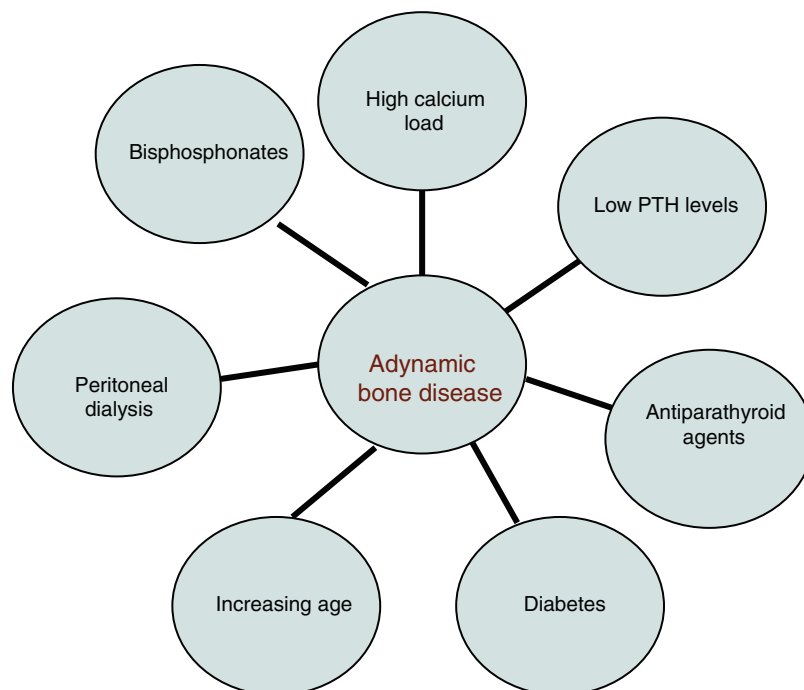 High calcium
load
Bisphosphonates
Low PTH levels
Adynamic
bone disease
Peritoneal
dialysis
Antiparathyroid
agents
Increasing age
Diabetes